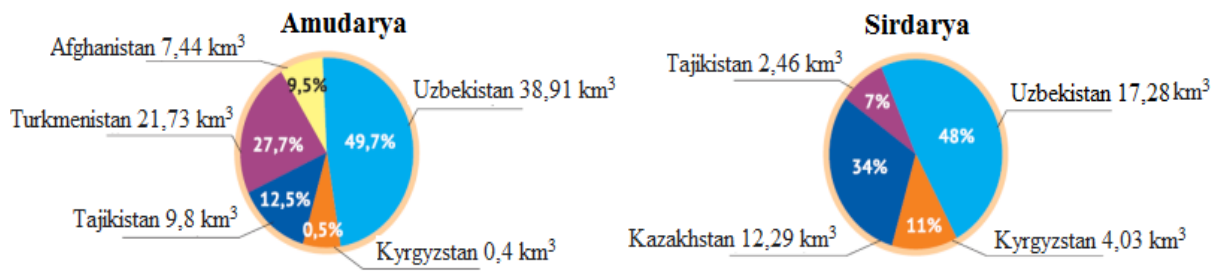 Amudarya
Afghanistan 7,44 km³
9,5%
Uzbekistan 38,91 km³
Turkmenistan 21,73 km³
49,7%
27,7%
12,5%
Tajikistan 9,8 km³
0,5%
Kyrgyzstan 0,4 km³
Sirdarya
Tajikistan 2,46 km³
Uzbekistan 17,28 km³
7%
48%
34%
11%
Kazakhstan 12,29 km³
Kyrgyzstan 4,03 km³